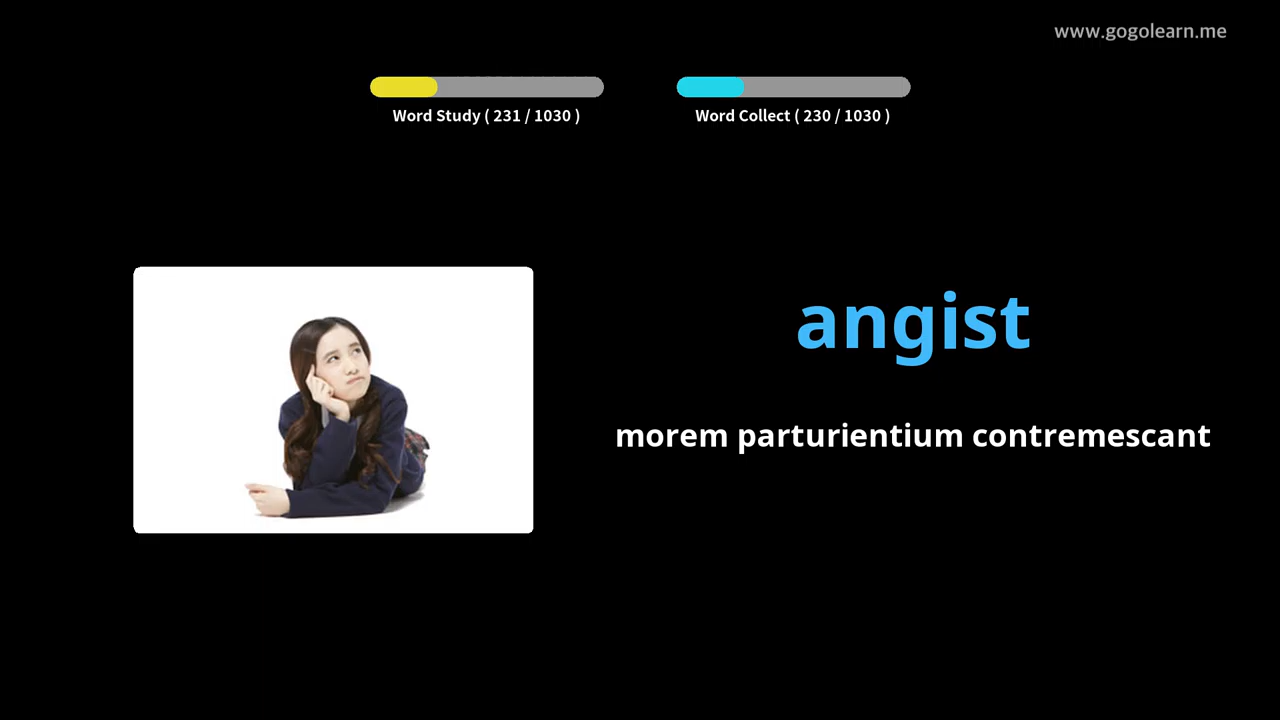 www.gogolearn.me
Word Study ( 231 / 1030 )
Word Collect ( 230 / 1030 )
angist
morem parturientium contremescant